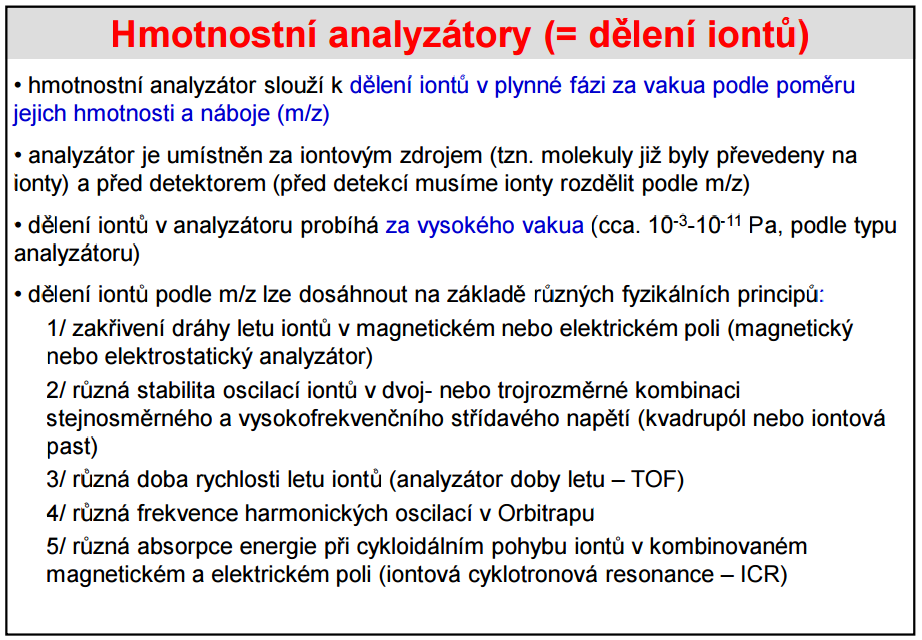 Hmotnostní analyzátory (= dělení iontů)
• hmotnostní analyzátor slouží k dělení iontů v plynné fázi za vakua podle poměru
jejich hmotnosti a náboje (m/z)
• analyzátor je umístněn za iontovým zdrojem (tzn. molekuly již byly převedeny na
ionty) a před detektorem (před detekcí musíme ionty rozdělit podle m/z)
• dělení iontů v analyzátoru probíhá za vysokého vakua (cca. 10⁻³-10⁻¹¹ Pa, podle typu
analyzátoru)
• dělení iontů podle m/z lze dosáhnout na základě různých fyzikálních principů:
1/ zakřivení dráhy letu iontů v magnetickém nebo elektrickém poli (magnetický
nebo elektrostatický analyzátor)
2/ různá stabilita oscilací iontů v dvoj- nebo trojrozměrné kombinaci
stejnosměrného a vysokofrekvenčního střídavého napětí (kvadrupól nebo iontová
past)
3/ různá doba rychlosti letu iontů (analyzátor doby letu – TOF)
4/ různá frekvence harmonických oscilací v Orbitrapu
5/ různá absorpce energie při cykloidálním pohybu iontů v kombinovaném
magnetickém a elektrickém poli (iontová cyklotronová resonance – ICR)